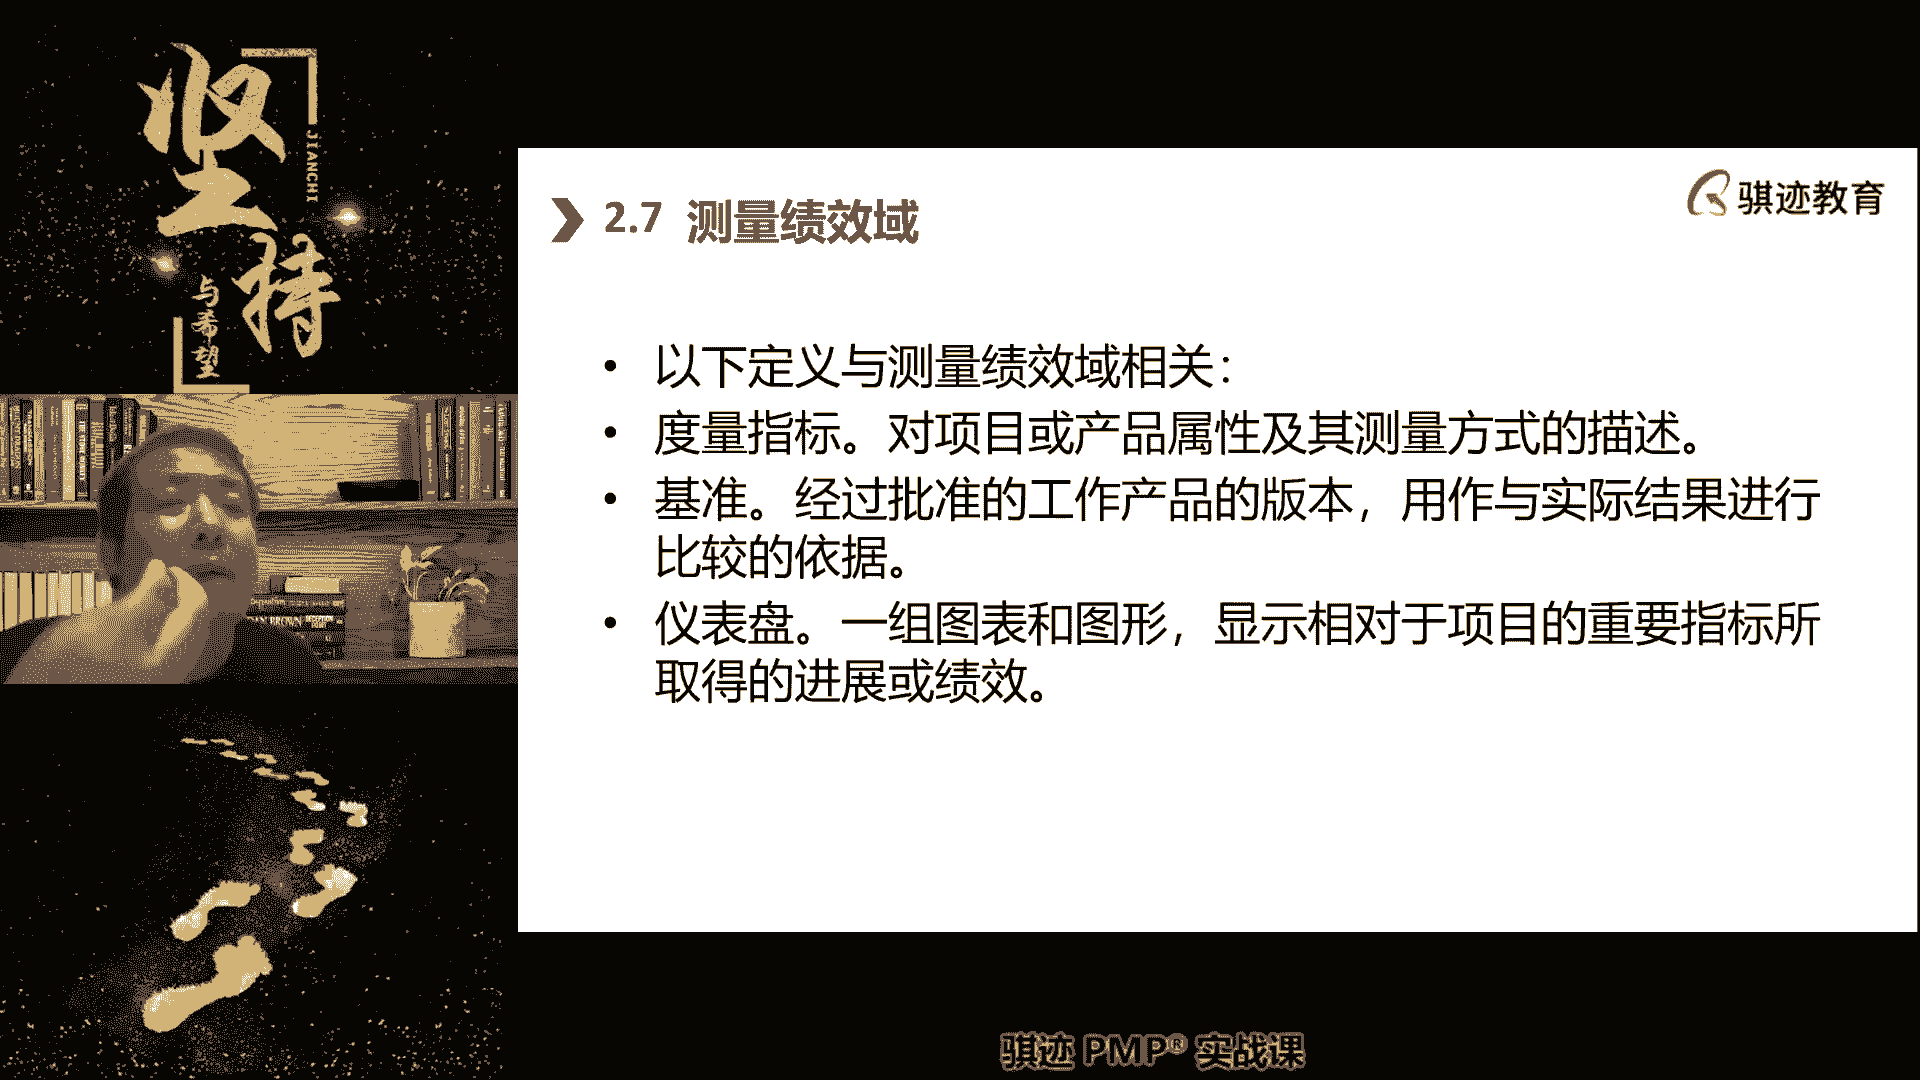 坚持
JIANCHI
与希望
骐迹教育
2.7 测量绩效域
• 以下定义与测量绩效域相关：
• 度量指标。对项目或产品属性及其测量方式的描述。
• 基准。经过批准的工作产品的版本，用作与实际结果进行
比较的依据。
• 仪表盘。一组图表和图形，显示相对于项目的重要指标所
取得的进展或绩效。
骐迹 PMP® 实战课